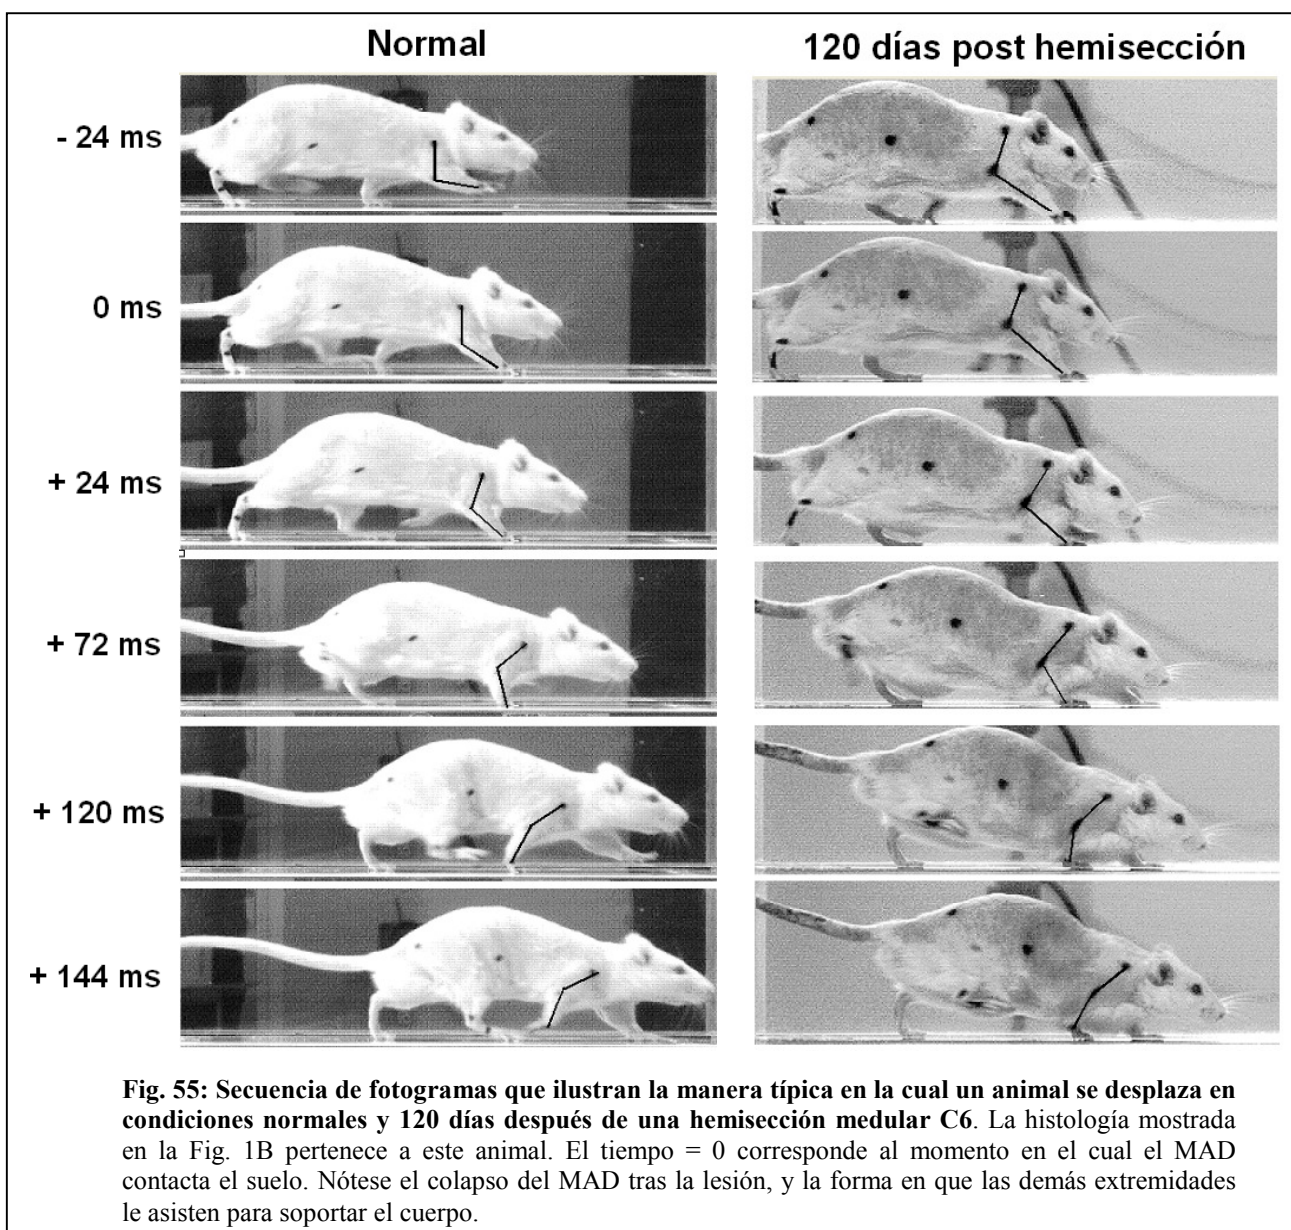 Normal
120 días post hemisección
- 24 ms
0 ms
+ 24 ms
+ 72 ms
+ 120 ms
+ 144 ms
Fig. 55: Secuencia de fotogramas que ilustran la manera típica en la cual un animal se desplaza en
condiciones normales y 120 días después de una hemisección medular C6. La histología mostrada
en la Fig. 1B pertenece a este animal. El tiempo = 0 corresponde al momento en el cual el MAD
contacta el suelo. Nótese el colapso del MAD tras la lesión, y la forma en que las demás extremidades
le asisten para soportar el cuerpo.